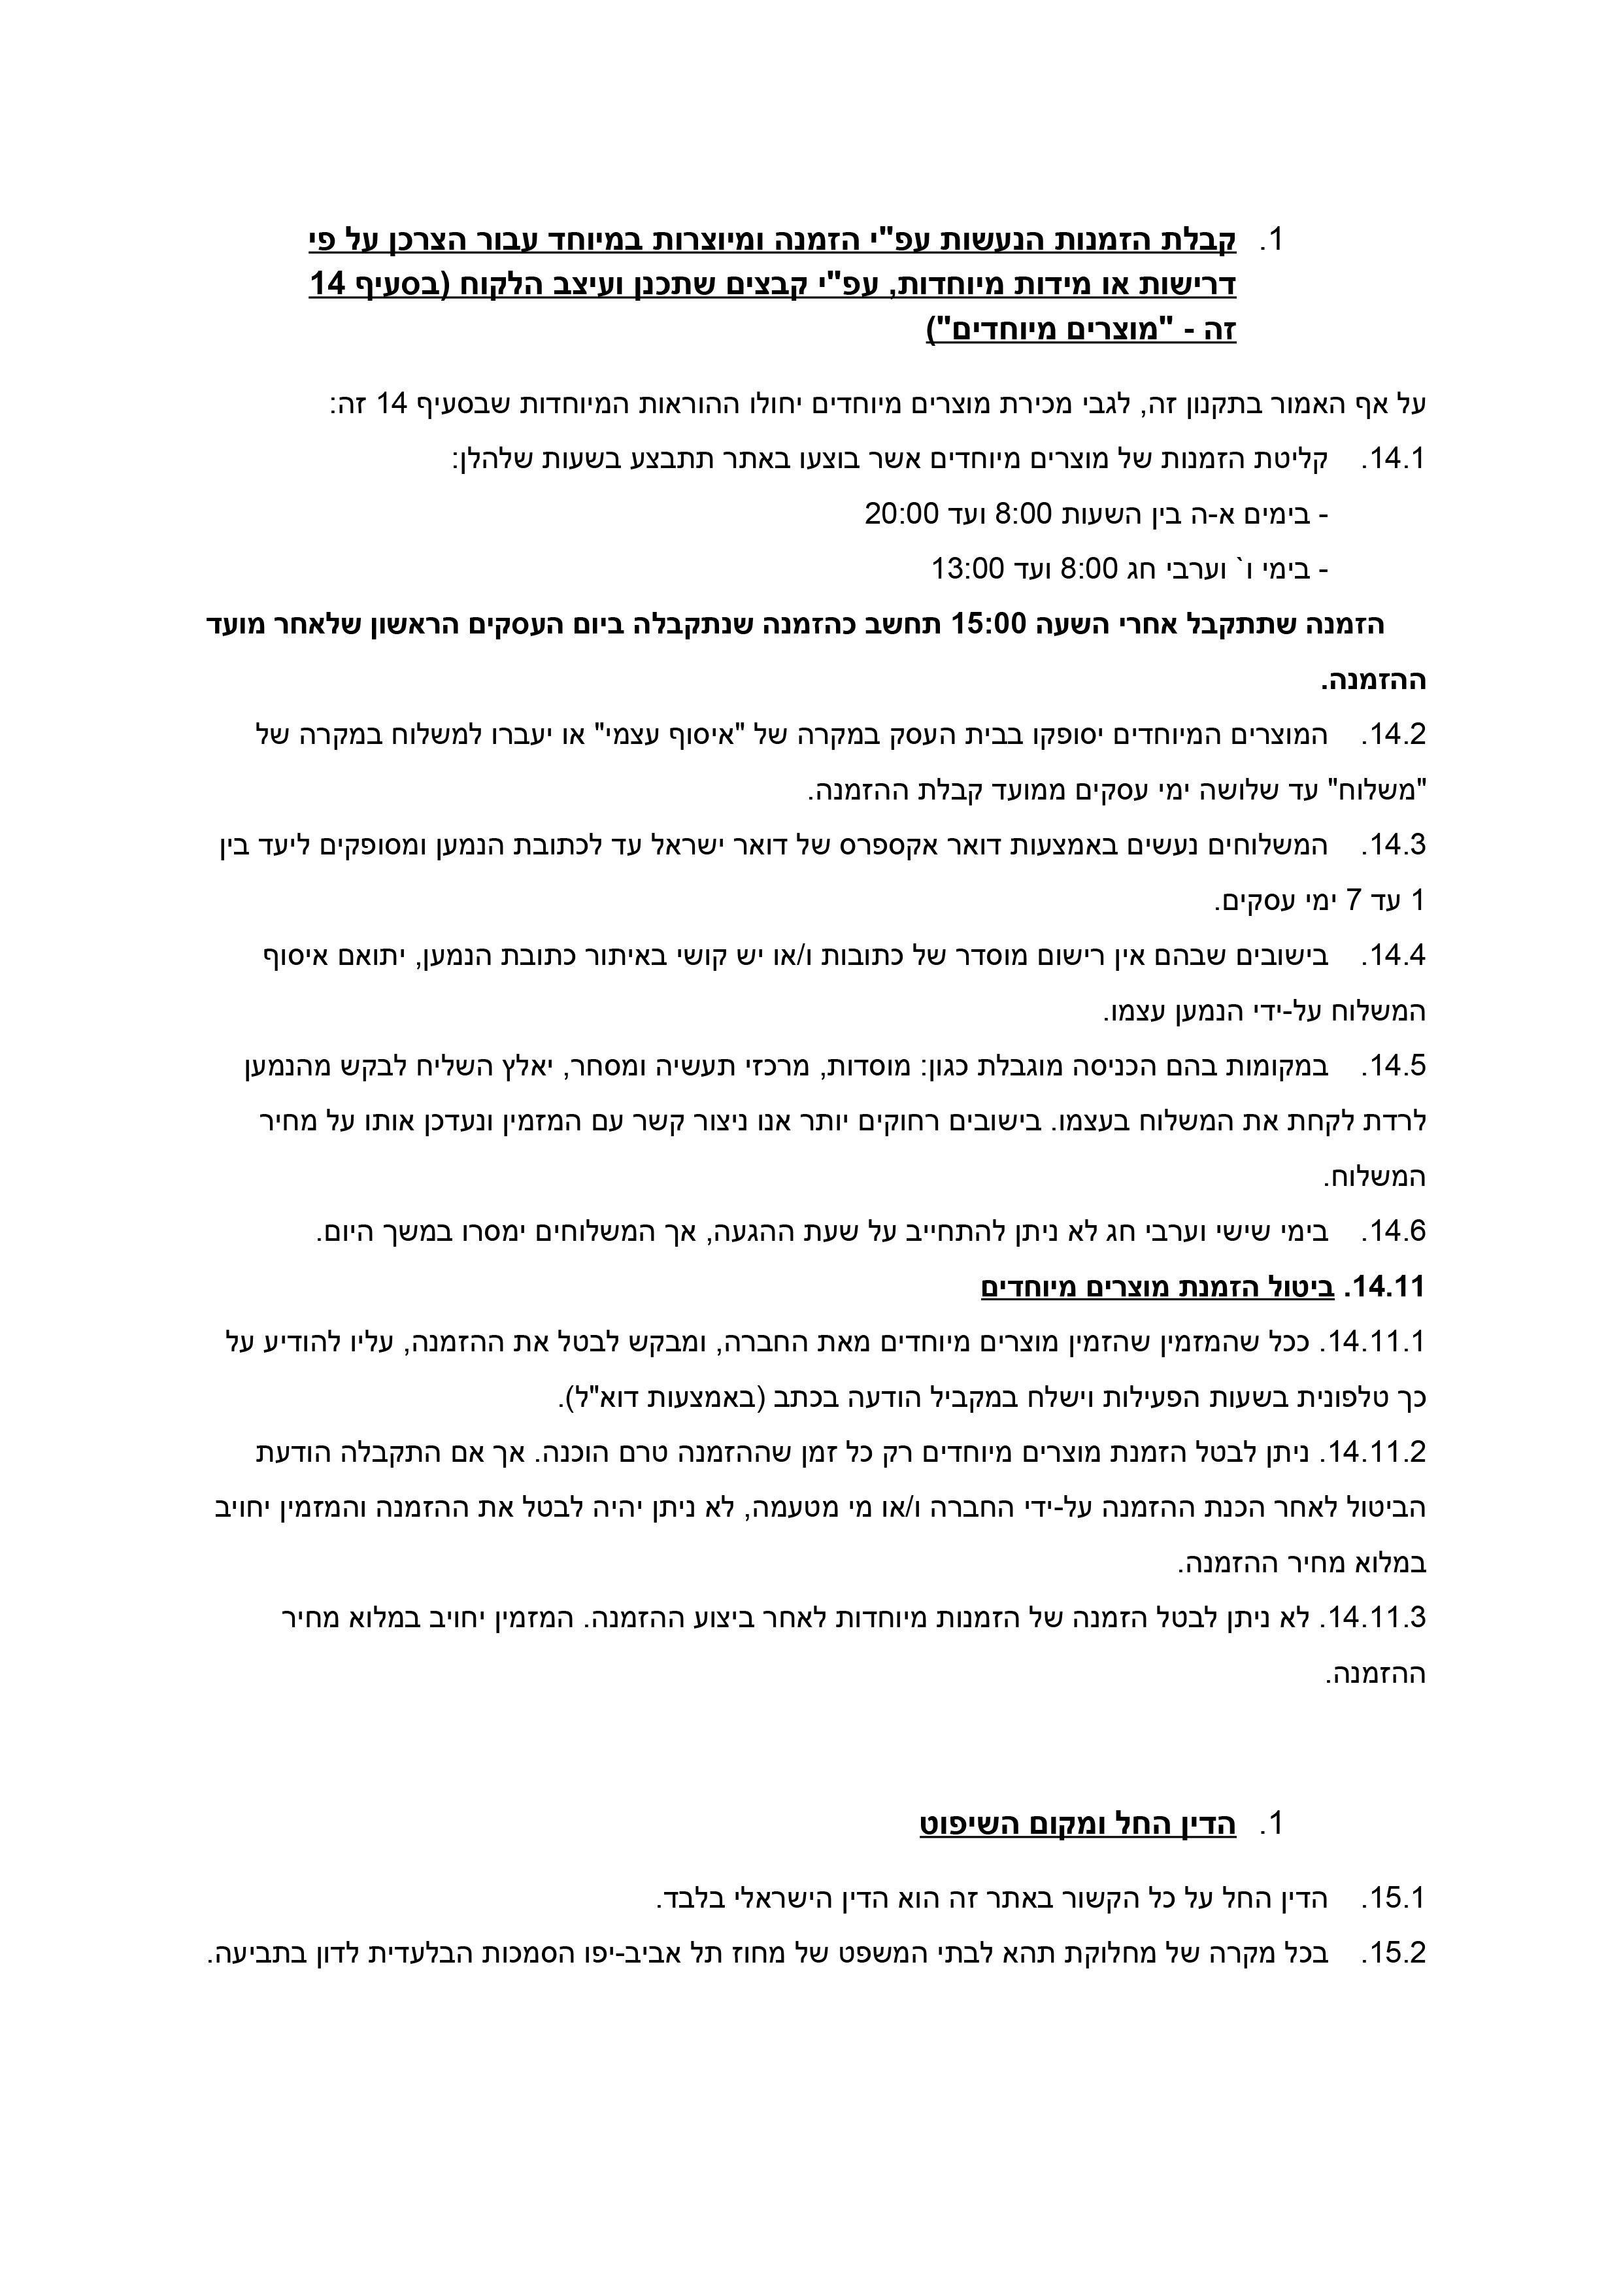 1. קבלת הזמנות הנעשות עפ"י הזמנה ומיוצרות במיוחד עבור הצרכן על פי
דרישות או מידות מיוחדות, עפ"י קבצים שתכנן ועיצב הלקוח (בסעיף 14
זה - "מוצרים מיוחדים")
על אף האמור בתקנון זה, לגבי מכירת מוצרים מיוחדים יחולו ההוראות המיוחדות שבסעיף 14 זה:
14.1. קליטת הזמנות של מוצרים מיוחדים אשר בוצעו באתר תתבצע בשעות שלהלן:
- בימים א-ה בין השעות 8:00 ועד 20:00
- בימי ו` וערבי חג 8:00 ועד 13:00
הזמנה שתתקבל אחרי השעה 15:00 תחשב כהזמנה שנתקבלה ביום העסקים הראשון שלאחר מועד
ההזמנה.
14.2. המוצרים המיוחדים יסופקו בבית העסק במקרה של "איסוף עצמי" או יעברו למשלוח במקרה של
"משלוח" עד שלושה ימי עסקים ממועד קבלת ההזמנה.
14.3. המשלוחים נעשים באמצעות דואר אקספרס של דואר ישראל עד לכתובת הנמען ומסופקים ליעד בין
1 עד 7 ימי עסקים.
14.4. בישובים שבהם אין רישום מוסדר של כתובות ו/או יש קושי באיתור כתובת הנמען, יתואם איסוף
המשלוח על-ידי הנמען עצמו.
14.5. במקומות בהם הכניסה מוגבלת כגון: מוסדות, מרכזי תעשיה ומסחר, יאלץ השליח לבקש מהנמען
לרדת לקחת את המשלוח בעצמו. בישובים רחוקים יותר אנו ניצור קשר עם המזמין ונעדכן אותו על מחיר
המשלוח.
14.6. בימי שישי וערבי חג לא ניתן להתחייב על שעת ההגעה, אך המשלוחים ימסרו במשך היום.
14.11. ביטול הזמנת מוצרים מיוחדים
14.11.1. ככל שהמזמין שהזמין מוצרים מיוחדים מאת החברה, ומבקש לבטל את ההזמנה, עליו להודיע על
כך טלפונית בשעות הפעילות וישלח במקביל הודעה בכתב (באמצעות דוא"ל).
14.11.2. ניתן לבטל הזמנת מוצרים מיוחדים רק כל זמן שההזמנה טרם הוכנה. אך אם התקבלה הודעת
הביטול לאחר הכנת ההזמנה על-ידי החברה ו/או מי מטעמה, לא ניתן יהיה לבטל את ההזמנה והמזמין יחויב
במלוא מחיר ההזמנה.
14.11.3. לא ניתן לבטל הזמנה של הזמנות מיוחדות לאחר ביצוע ההזמנה. המזמין יחויב במלוא מחיר
ההזמנה.
1. הדין החל ומקום השיפוט
15.1. הדין החל על כל הקשור באתר זה הוא הדין הישראלי בלבד.
15.2. בכל מקרה של מחלוקת תהא לבתי המשפט של מחוז תל אביב-יפו הסמכות הבלעדית לדון בתביעה.